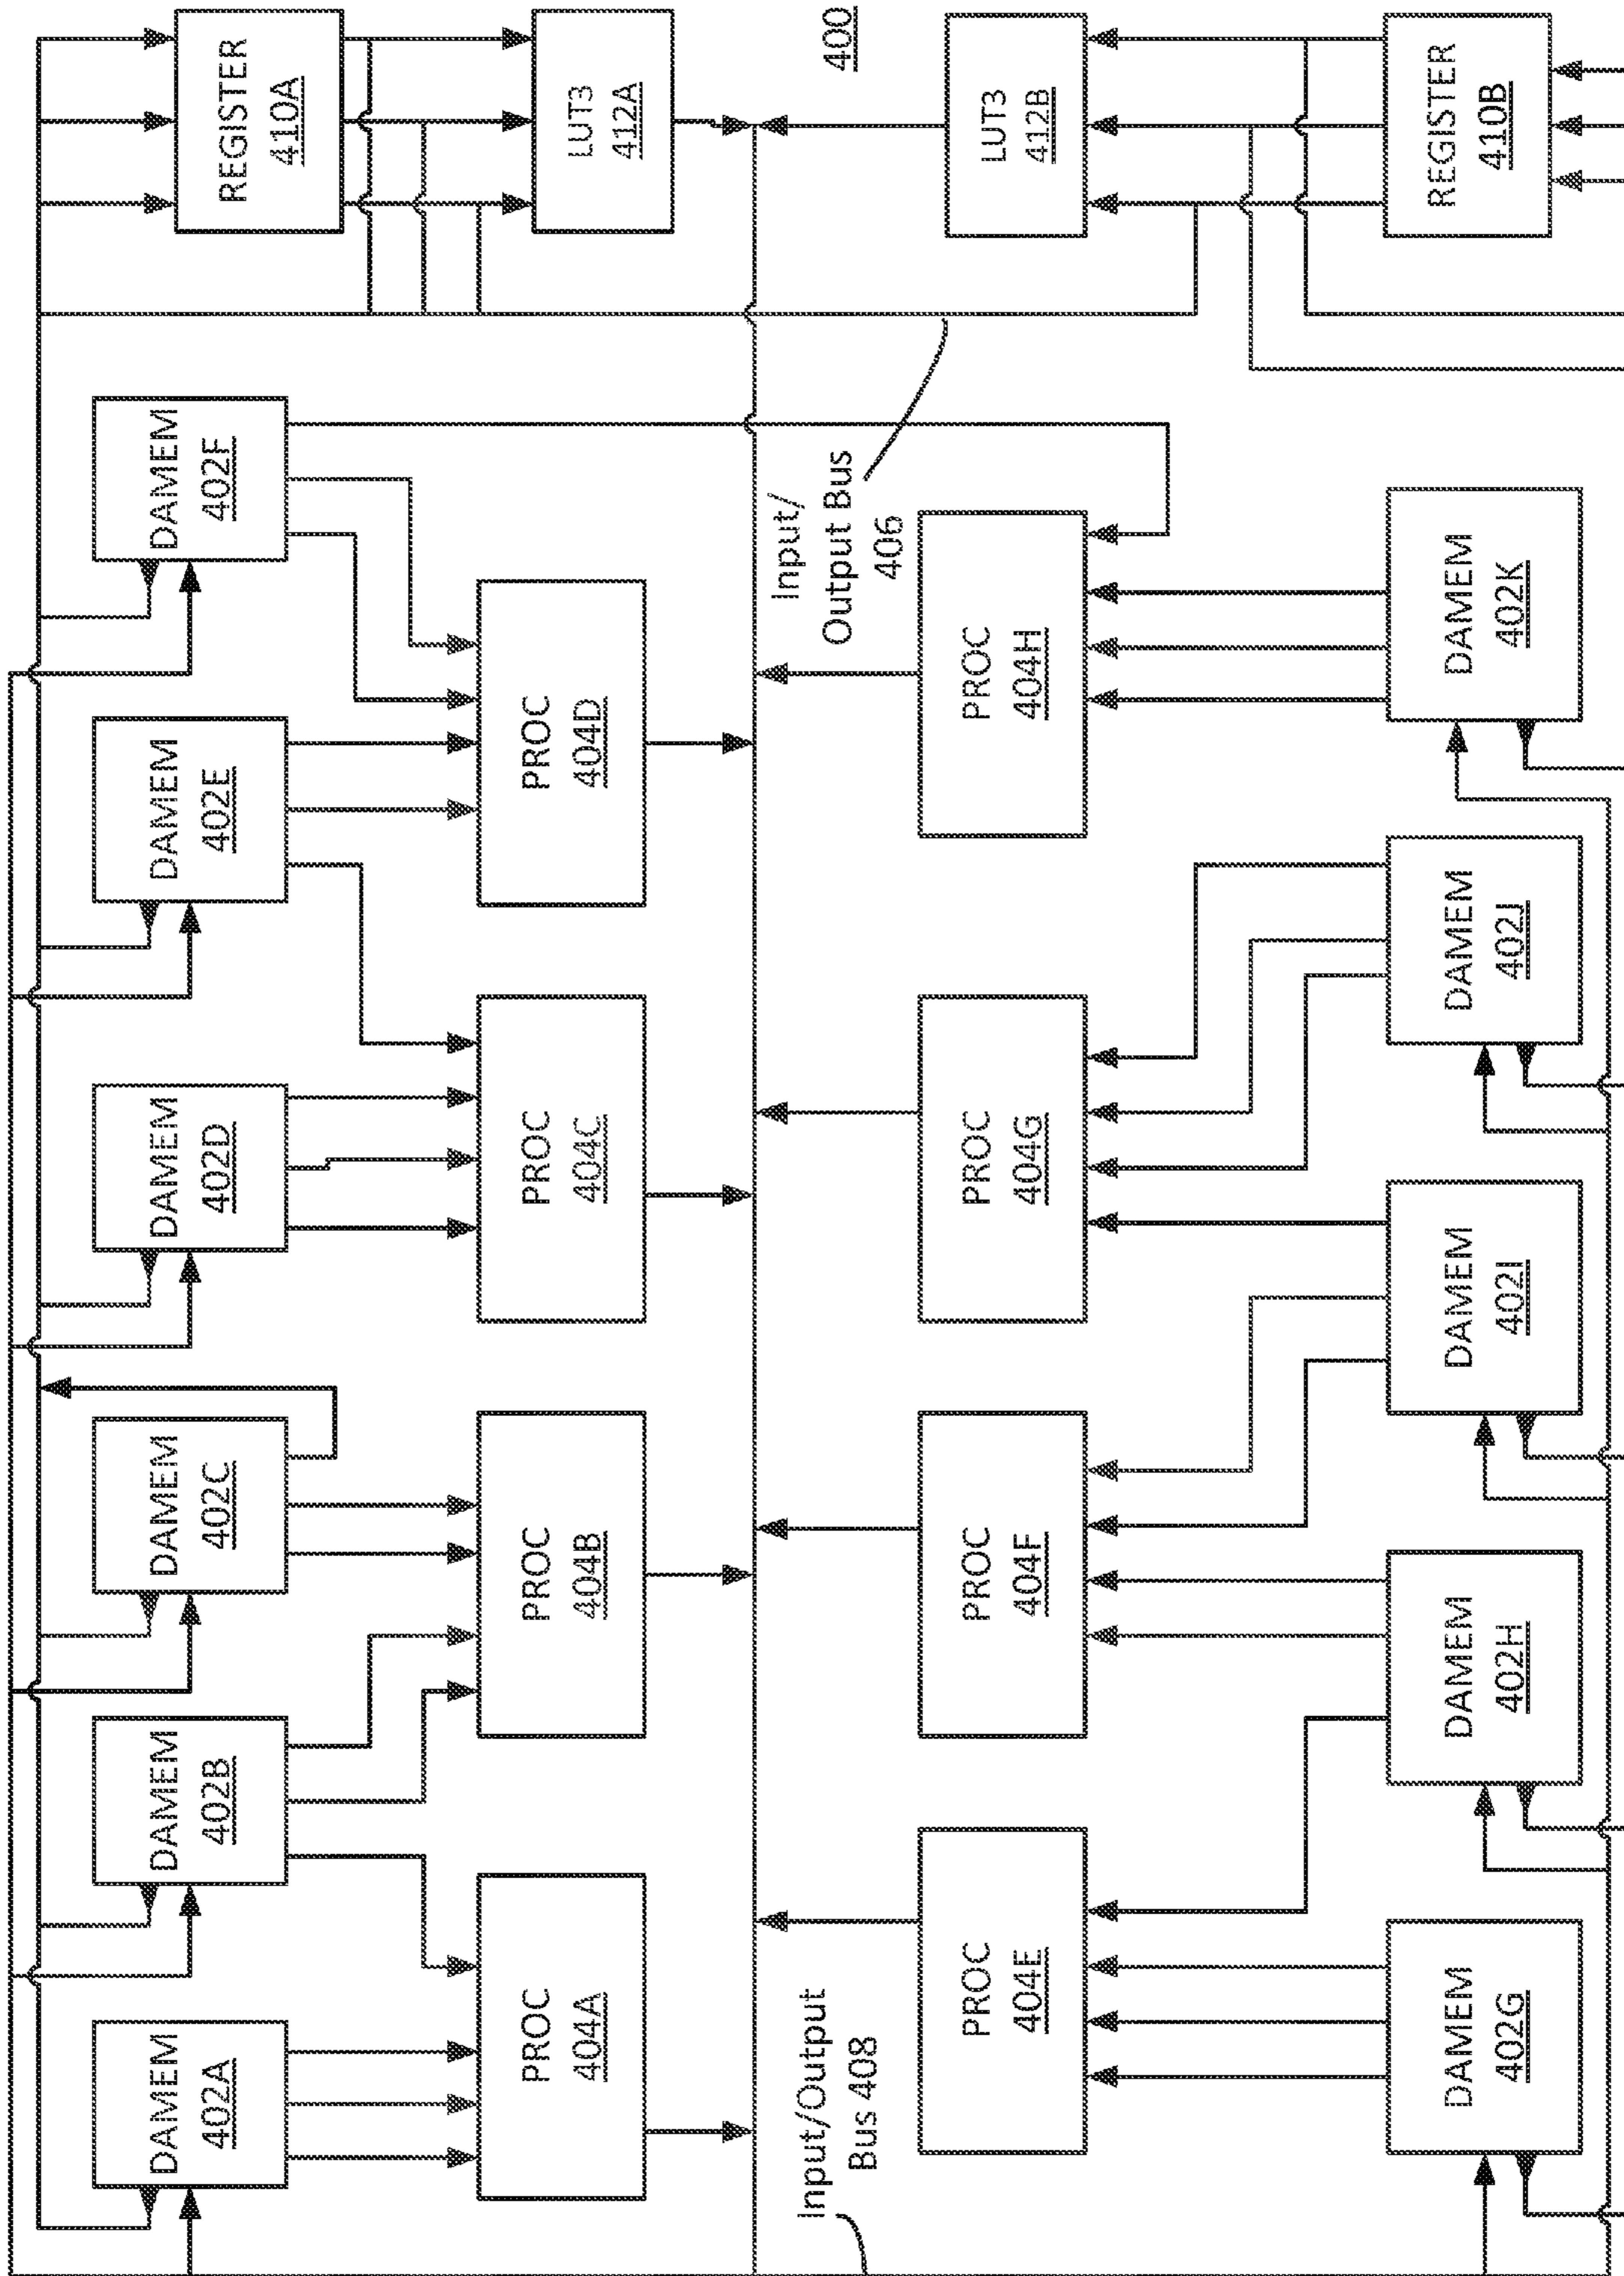 DAMEM
402A
DAMEM
402B
DAMEM
402C
DAMEM
402D
DAMEM
402E
DAMEM
402F
REGISTER
410A
PROC
404A
PROC
404B
PROC
404C
PROC
404D
LUT3
412A
Input/Output
Bus 408
Input/
Output Bus
406
400
PROC
404E
PROC
404F
PROC
404G
PROC
404H
LUT3
412B
DAMEM
402G
DAMEM
402H
DAMEM
402I
DAMEM
402J
DAMEM
402K
REGISTER
410B